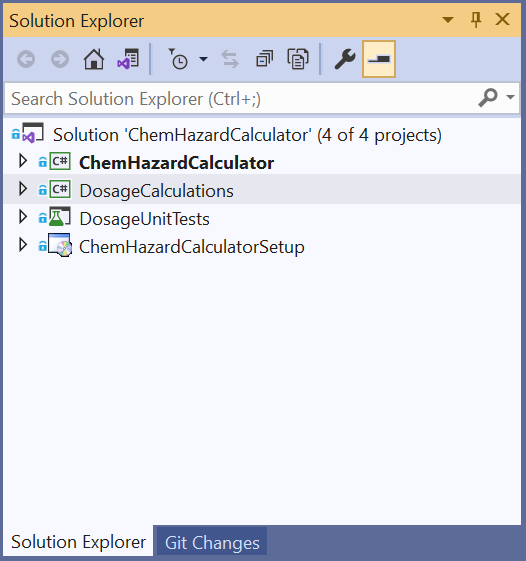 Solution Explorer
Search Solution Explorer (Ctrl+;)
Solution 'ChemHazardCalculator' (4 of 4 projects)
C# ChemHazardCalculator
C# DosageCalculations
DosageUnitTests
ChemHazardCalculatorSetup
Solution Explorer Git Changes